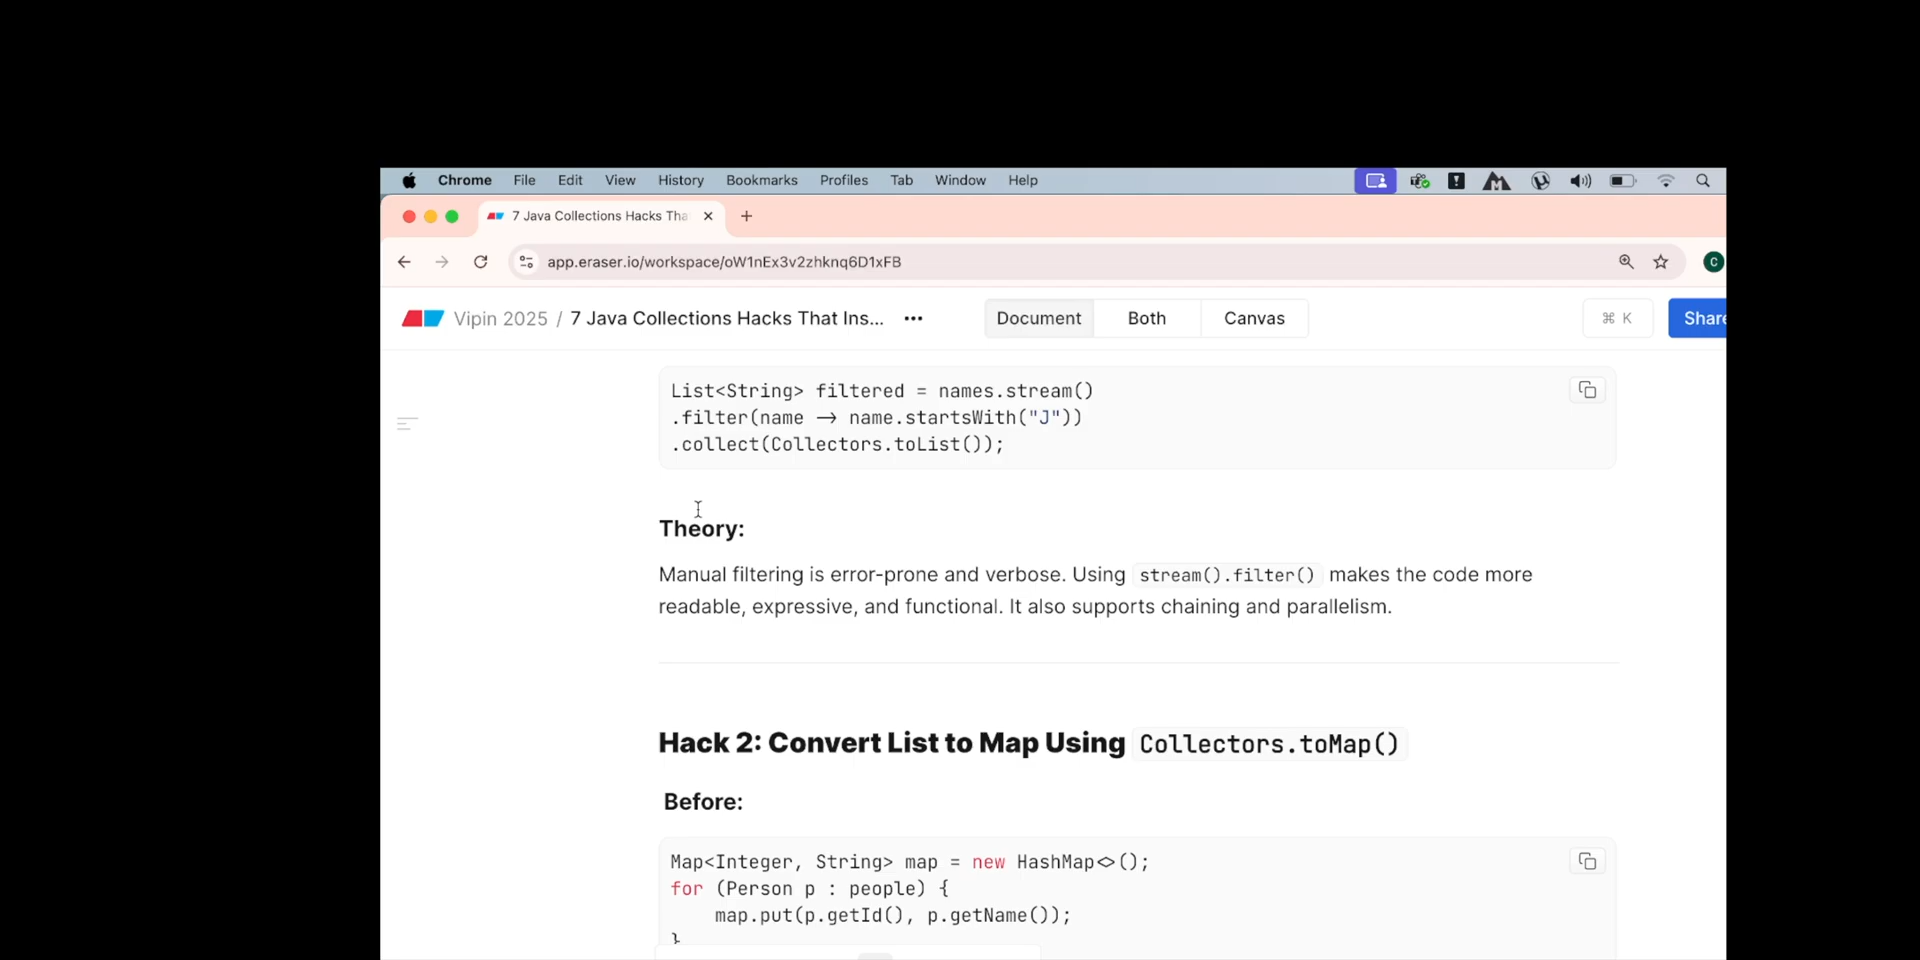 Chrome File Edit View History Bookmarks Profiles Tab Window Help
7 Java Collections Hacks Tha
app.eraser.io/workspace/oW1nEx3v2zhknq6D1xFB
C
Vipin 2025 / 7 Java Collections Hacks That Ins... ••• Document Both Canvas ⌘ K Share
List<String> filtered = names.stream()
.filter(name -> name.startsWith("J"))
.collect(Collectors.toList());
Theory:
Manual filtering is error-prone and verbose. Using stream().filter() makes the code more
readable, expressive, and functional. It also supports chaining and parallelism.
Hack 2: Convert List to Map Using Collectors.toMap()
Before:
Map<Integer, String> map = new HashMap<>();
for (Person p : people) {
map.put(p.getId(), p.getName());
}